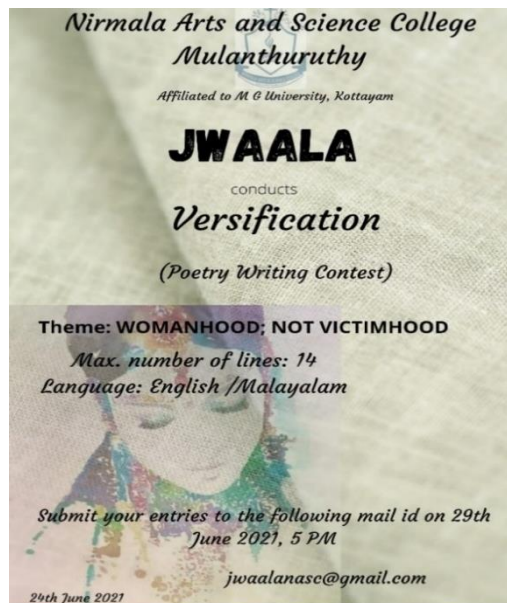 Nirmala Arts and Science College
Mulanthuruthy
Affiliated to M G University, Kottayam
JWAALA
conducts
Versification
(Poetry Writing Contest)
Theme: WOMANHOOD; NOT VICTIMHOOD
Max. number of lines: 14
Language: English /Malayalam
Submit your entries to the following mail id on 29th
June 2021, 5 PM
jwaalanasc@gmail.com
24th June 2021